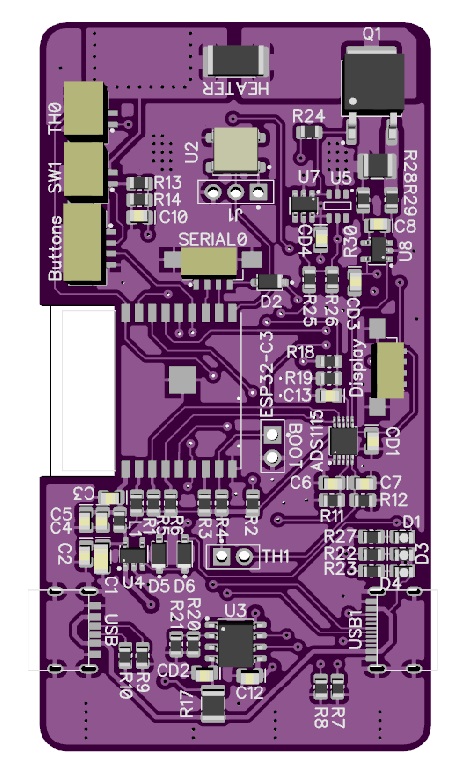 Q1
HEATER
TH0
R24
U2
SW1
R28
R29
R13
U7
U5
R14
C10
J1
C8
Buttons
SERIAL0
CD4
R30
U8
D2
R25
R26
CD3
ESP32-C3
R18
Display
R19
C13
BOOT
ADS1115
CD1
C6
C7
C3
R11
R12
C5
C4
L1
R5
R6
R3
R4
R2
D1
R27
C2
R22
D3
C1
U4
D5
D6
TH1
R23
D4
USB
R21
R20
U3
USB1
R10
R9
CD2
C12
R17
R8
R7